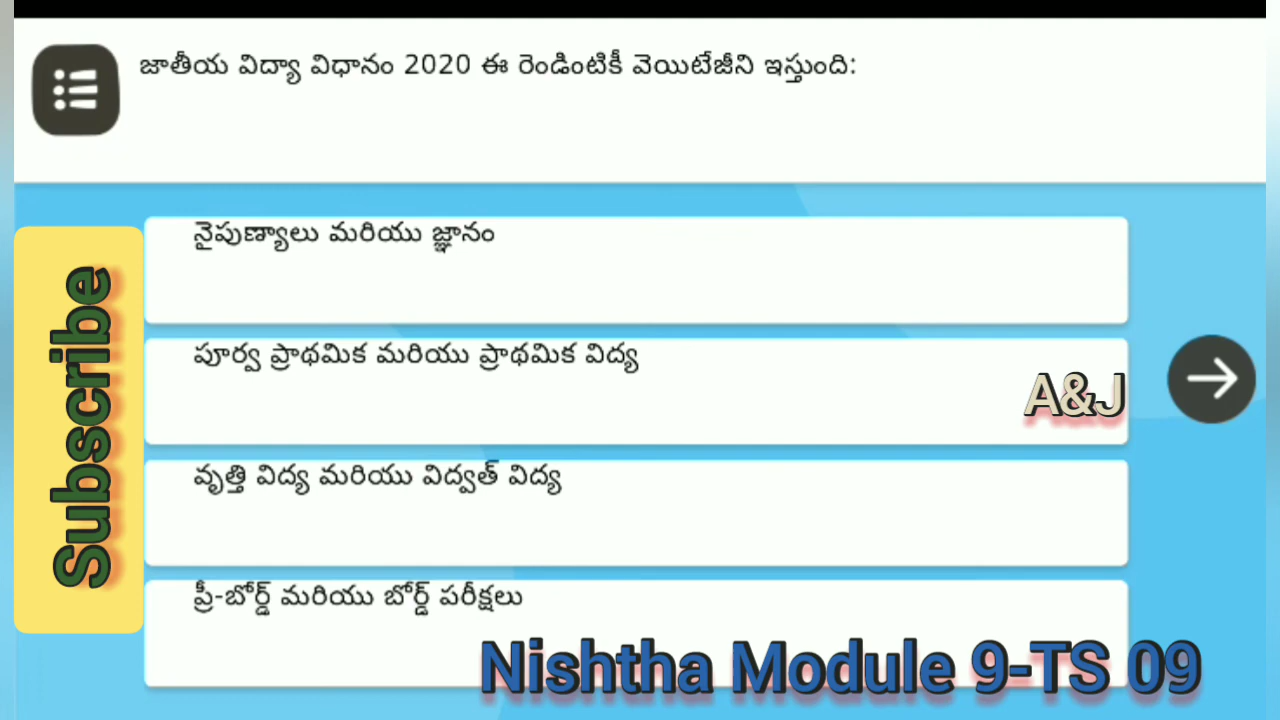 జాతీయ విద్యా విధానం 2020 ఈ రెండింటికీ వెయిటేజీని ఇస్తుంది:
నైపుణ్యాలు మరియు జ్ఞానం
పూర్వ ప్రాథమిక మరియు ప్రాథమిక విద్య
A&J
వృత్తి విద్య మరియు విద్వత్ విద్య
ప్రీ-బోర్డ్ మరియు బోర్డ్ పరీక్షలు
Subscribe
Nishtha Module 9-TS 09